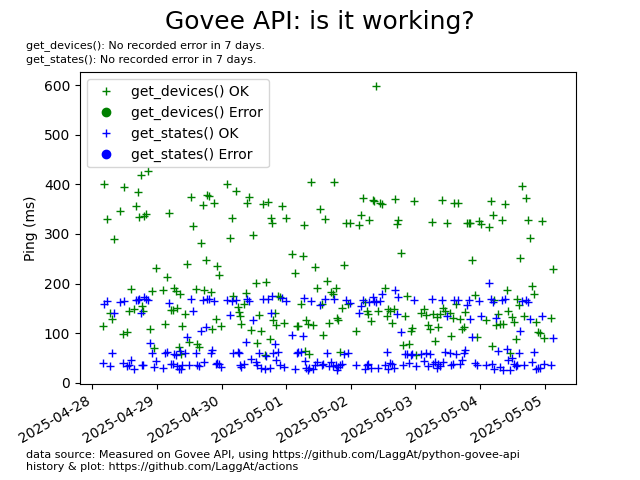 Govee API: is it working?
get_devices(): No recorded error in 7 days.
get_states(): No recorded error in 7 days.
600
500
400
300
200
100
0
Ping (ms)
get_devices() OK
get_devices() Error
get_states() OK
get_states() Error
2025-04-28
2025-04-29
2025-04-30
2025-05-01
2025-05-02
2025-05-03
2025-05-04
2025-05-05
data source: Measured on Govee API, using https://github.com/LaggAt/python-govee-api
history & plot: https://github.com/LaggAt/actions